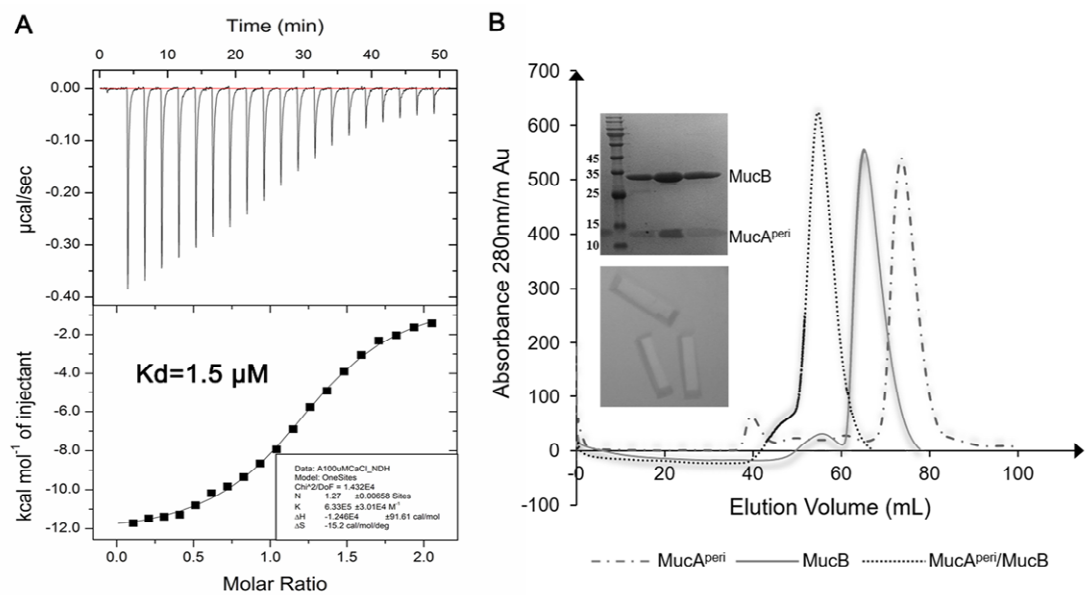 A
Time (min)
0 10 20 30 40 50
0.00
-0.10
-0.20
-0.30
-0.40
µcal/sec
-2.0
-4.0
-6.0
-8.0
-10.0
-12.0
kcal mol⁻¹ of injectant
Kd=1.5 µM
Data: A100uMCaCl_NDH
Model: OneSites
Chi^2/DoF = 1.432E4
N 1.27 ±0.00658 Sites
K 6.33E5 ±3.01E4 M⁻¹
ΔH -1.246E4 ±91.61 cal/mol
ΔS -15.2 cal/mol/deg
0.0 0.5 1.0 1.5 2.0
Molar Ratio
B
700
600
500
400
300
200
100
0
-100
Absorbance 280nm/m Au
45
35
25
15
10
MucB
MucAᵖᵉʳⁱ
0 20 40 60 80 100
Elution Volume (mL)
MucAᵖᵉʳⁱ MucB MucAᵖᵉʳⁱ/MucB